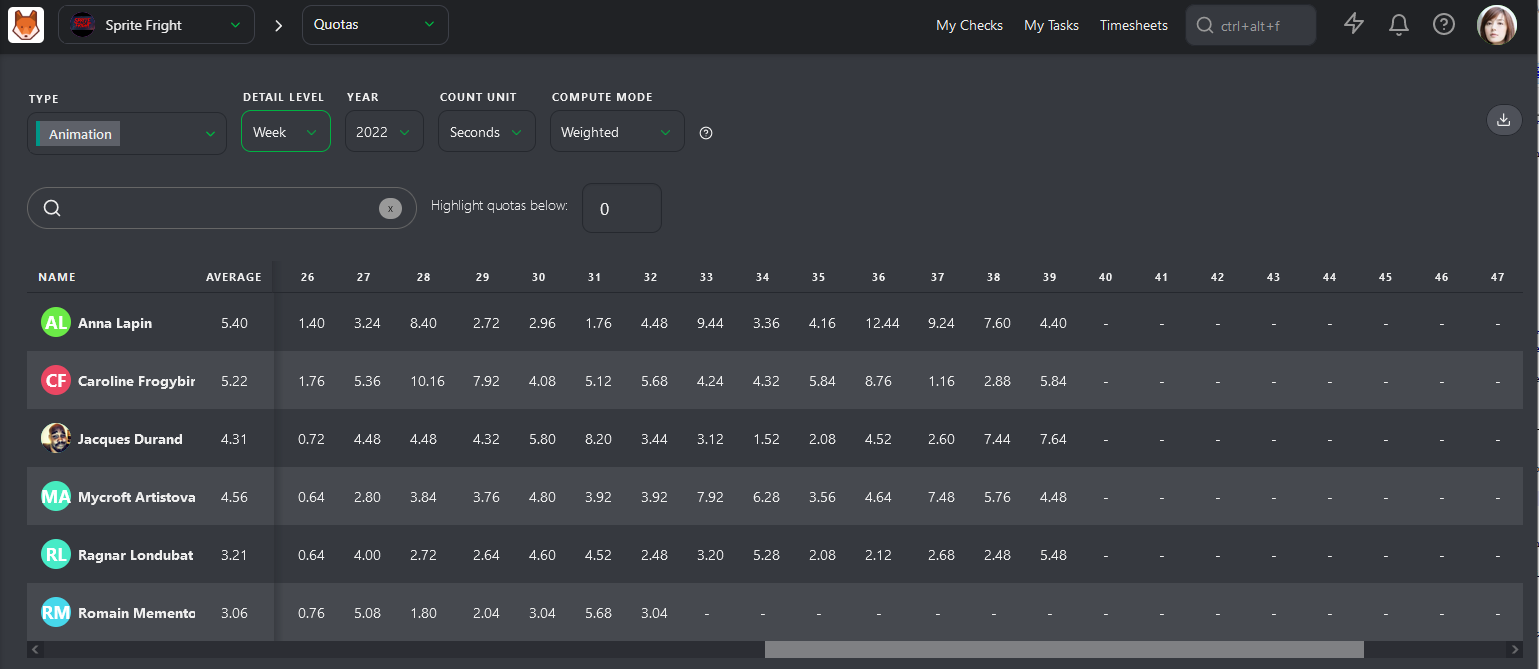 Sprite Fright Quotas My Checks My Tasks Timesheets ctrl+alt+f
TYPE DETAIL LEVEL YEAR COUNT UNIT COMPUTE MODE
Animation Week 2022 Seconds Weighted
x Highlight quotas below: 0
NAME AVERAGE 26 27 28 29 30 31 32 33 34 35 36 37 38 39 40 41 42 43 44 45 46 47
AL Anna Lapin 5.40 1.40 3.24 8.40 2.72 2.96 1.76 4.48 9.44 3.36 4.16 12.44 9.24 7.60 4.40 - - - - - - - -
CF Caroline Frogybir 5.22 1.76 5.36 10.16 7.92 4.08 5.12 5.68 4.24 4.32 5.84 8.76 1.16 2.88 5.84 - - - - - - - -
Jacques Durand 4.31 0.72 4.48 4.48 4.32 5.80 8.20 3.44 3.12 1.52 2.08 4.52 2.60 7.44 7.64 - - - - - - - -
MA Mycroft Artistova 4.56 0.64 2.80 3.84 3.76 4.80 3.92 3.92 7.92 6.28 3.56 4.64 7.48 5.76 4.48 - - - - - - - -
RL Ragnar Londubat 3.21 0.64 4.00 2.72 2.64 4.60 4.52 2.48 3.20 5.28 2.08 2.12 2.68 2.48 5.48 - - - - - - - -
RM Romain Memento 3.06 0.76 5.08 1.80 2.04 3.04 5.68 3.04 - - - - - - - - - - - - - - -